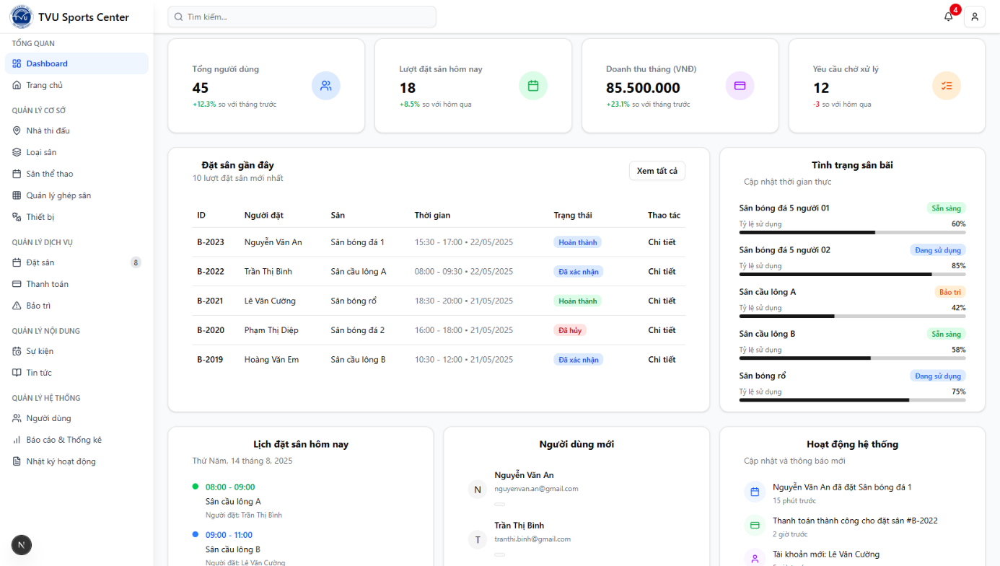 TVU
TVU Sports Center
Tìm kiếm...
4
TỔNG QUAN
Dashboard
Trang chủ
QUẢN LÝ CƠ SỞ
Nhà thi đấu
Loại sân
Sân thể thao
Quản lý ghép sân
Thiết bị
QUẢN LÝ DỊCH VỤ
Đặt sân
8
Thanh toán
Bảo trì
QUẢN LÝ NỘI DUNG
Sự kiện
Tin tức
QUẢN LÝ HỆ THỐNG
Người dùng
Báo cáo & Thống kê
Nhật ký hoạt động
N
Tổng người dùng
45
+12.3% so với tháng trước
Lượt đặt sân hôm nay
18
+8.5% so với hôm qua
Doanh thu tháng (VNĐ)
85.500.000
+23.1% so với tháng trước
Yêu cầu chờ xử lý
12
-3 so với hôm qua
Đặt sân gần đây
10 lượt đặt sân mới nhất
Xem tất cả
ID Người đặt Sân Thời gian Trạng thái Thao tác
B-2023 Nguyễn Văn An Sân bóng đá 1 15:30 - 17:00 • 22/05/2025 Hoàn thành Chi tiết
B-2022 Trần Thị Bình Sân cầu lông A 08:00 - 09:30 • 22/05/2025 Đã xác nhận Chi tiết
B-2021 Lê Văn Cường Sân bóng rổ 18:30 - 20:00 • 21/05/2025 Hoàn thành Chi tiết
B-2020 Phạm Thị Diệp Sân bóng đá 2 16:00 - 18:00 • 21/05/2025 Đã hủy Chi tiết
B-2019 Hoàng Văn Em Sân cầu lông B 10:30 - 12:00 • 21/05/2025 Đã xác nhận Chi tiết
Tình trạng sân bãi
Cập nhật thời gian thực
Sân bóng đá 5 người 01 Sẵn sàng
Tỷ lệ sử dụng 60%
Sân bóng đá 5 người 02 Đang sử dụng
Tỷ lệ sử dụng 85%
Sân cầu lông A Bảo trì
Tỷ lệ sử dụng 42%
Sân cầu lông B Sẵn sàng
Tỷ lệ sử dụng 58%
Sân bóng rổ Đang sử dụng
Tỷ lệ sử dụng 75%
Lịch đặt sân hôm nay
Thứ Năm, 14 tháng 8, 2025
08:00 - 09:00
Sân cầu lông A
Người đặt: Trần Thị Bình
09:00 - 11:00
Sân cầu lông B
Người đặt: Lê Văn Cường
Người dùng mới
N
Nguyễn Văn An
nguyenvan.an@gmail.com
T
Trần Thị Bình
tranthi.binh@gmail.com
Hoạt động hệ thống
Cập nhật và thông báo mới
Nguyễn Văn An đã đặt Sân bóng đá 1
15 phút trước
Thanh toán thành công cho đặt sân #B-2022
2 giờ trước
Tài khoản mới: Lê Văn Cường